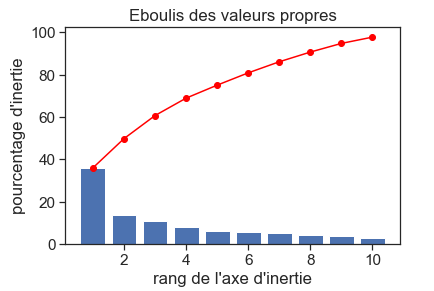 Eboulis des valeurs propres
100
80
60
40
20
0
pourcentage d'inertie
2 4 6 8 10
rang de l'axe d'inertie